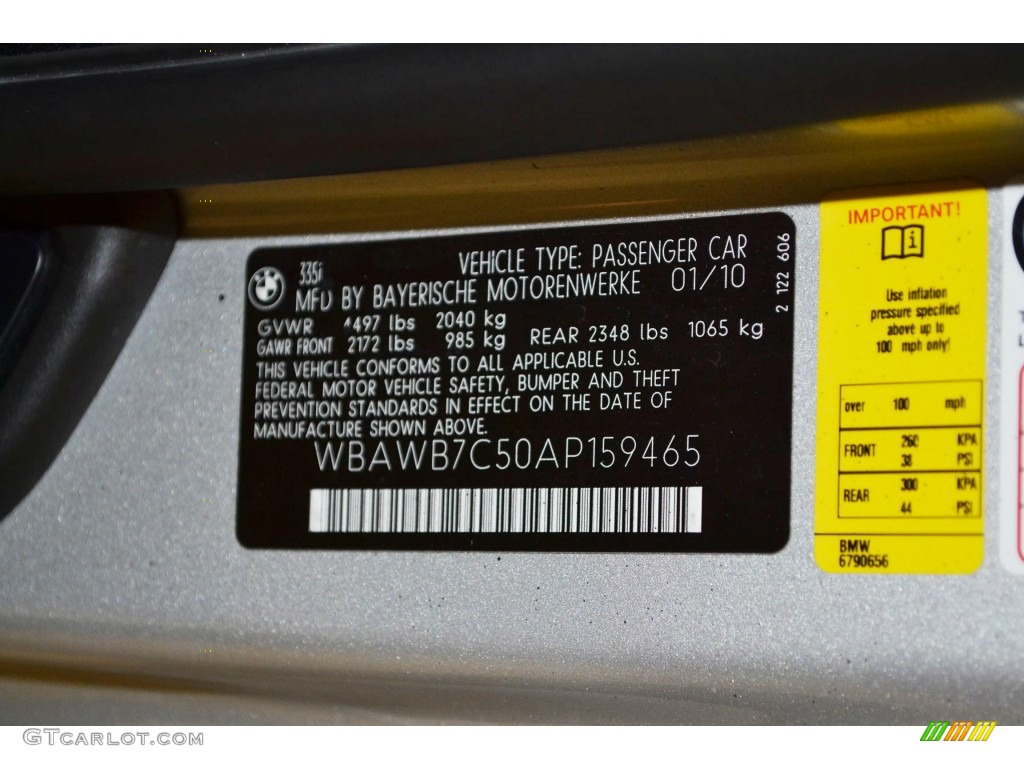 335i
VEHICLE TYPE: PASSENGER CAR
MFD BY BAYERISCHE MOTORENWERKE 01/10
GVWR 4497 lbs 2040 kg
GAWR FRONT 2172 lbs 985 kg REAR 2348 lbs 1065 kg
THIS VEHICLE CONFORMS TO ALL APPLICABLE U.S.
FEDERAL MOTOR VEHICLE SAFETY, BUMPER AND THEFT
PREVENTION STANDARDS IN EFFECT ON THE DATE OF
MANUFACTURE SHOWN ABOVE.
WBAWB7C50AP159465
2 122 606
IMPORTANT!
Use inflation
pressure specified
above up to
100 mph only!
over 100 mph
FRONT 260 KPA
38 PSI
REAR 300 KPA
44 PSI
BMW
6790656
GTCARLOT.COM